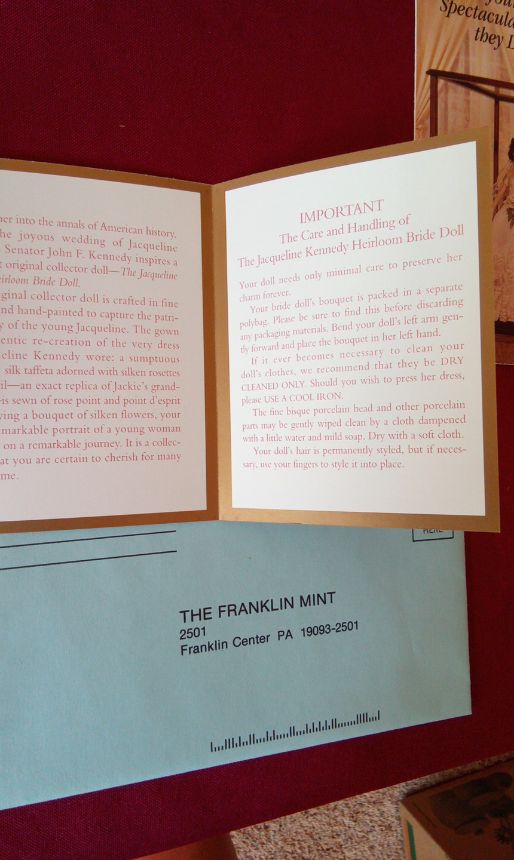 your
Spectacula
they
her into the annals of American history.
he joyous wedding of Jacqueline
Senator John F. Kennedy inspires a
t original collector doll—The Jacqueline
eirloom Bride Doll.
ginal collector doll is crafted in fine
nd hand-painted to capture the patri-
y of the young Jacqueline. The gown
entic re-creation of the very dress
eline Kennedy wore: a sumptuous
silk taffeta adorned with silken rosettes
il—an exact replica of Jackie's grand-
is sewn of rose point and point d'esprit
ying a bouquet of silken flowers, your
markable portrait of a young woman
on a remarkable journey. It is a collec-
at you are certain to cherish for many
me.
IMPORTANT
The Care and Handling of
The Jacqueline Kennedy Heirloom Bride Doll
Your doll needs only minimal care to preserve her
charm forever.
Your bride doll's bouquet is packed in a separate
polybag. Please be sure to find this before discarding
any packaging materials. Bend your doll's left arm gen-
tly forward and place the bouquet in her left hand.
If it ever becomes necessary to clean your
doll's clothes, we recommend that they be DRY
CLEANED ONLY. Should you wish to press her dress,
please USE A COOL IRON.
The fine bisque porcelain head and other porcelain
parts may be gently wiped clean by a cloth dampened
with a little water and mild soap. Dry with a soft cloth.
Your doll's hair is permanently styled, but if neces-
sary, use your fingers to style it into place.
HERE
THE FRANKLIN MINT
2501
Franklin Center PA 19093-2501